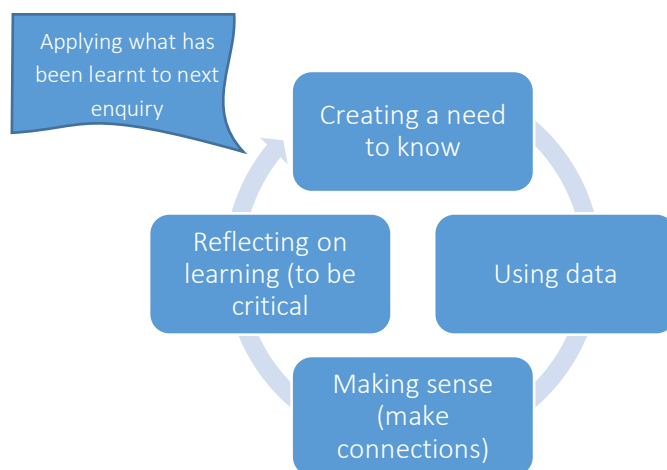 Applying what has
been learnt to next
enquiry
Creating a need
to know
Using data
Making sense
(make
connections)
Reflecting on
learning (to be
critical